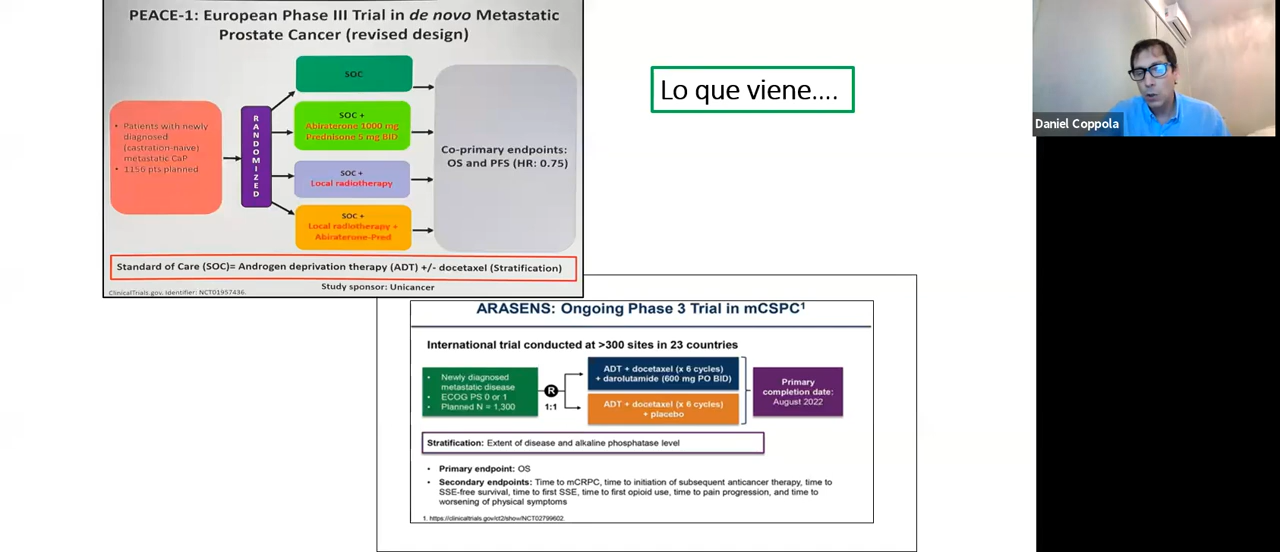 PEACE-1: European Phase III Trial in de novo Metastatic
Prostate Cancer (revised design)
• Patients with newly
diagnosed
(castration-naive)
metastatic CaP
• 1156 pts planned
RANDOMIZED
SOC
SOC +
Abiraterone 1000 mg
Prednisone 5 mg BID
SOC +
Local radiotherapy
SOC +
Local radiotherapy +
Abiraterone-Pred
Co-primary endpoints:
OS and PFS (HR: 0.75)
Standard of Care (SOC)= Androgen deprivation therapy (ADT) +/- docetaxel (Stratification)
Study sponsor: Unicancer
ClinicalTrials.gov. Identifier: NCT01957436.
Lo que viene....
Daniel Coppola
ARASENS: Ongoing Phase 3 Trial in mCSPC¹
International trial conducted at >300 sites in 23 countries
• Newly diagnosed
metastatic disease
• ECOG PS 0 or 1
• Planned N = 1,300
R
1:1
ADT + docetaxel (x 6 cycles)
+ darolutamide (600 mg PO BID)
ADT + docetaxel (x 6 cycles)
+ placebo
Primary
completion date:
August 2022
Stratification: Extent of disease and alkaline phosphatase level
• Primary endpoint: OS
• Secondary endpoints: Time to mCRPC, time to initiation of subsequent anticancer therapy, time to
SSE-free survival, time to first SSE, time to first opioid use, time to pain progression, and time to
worsening of physical symptoms
1. https://clinicaltrials.gov/ct2/show/NCT02799602.